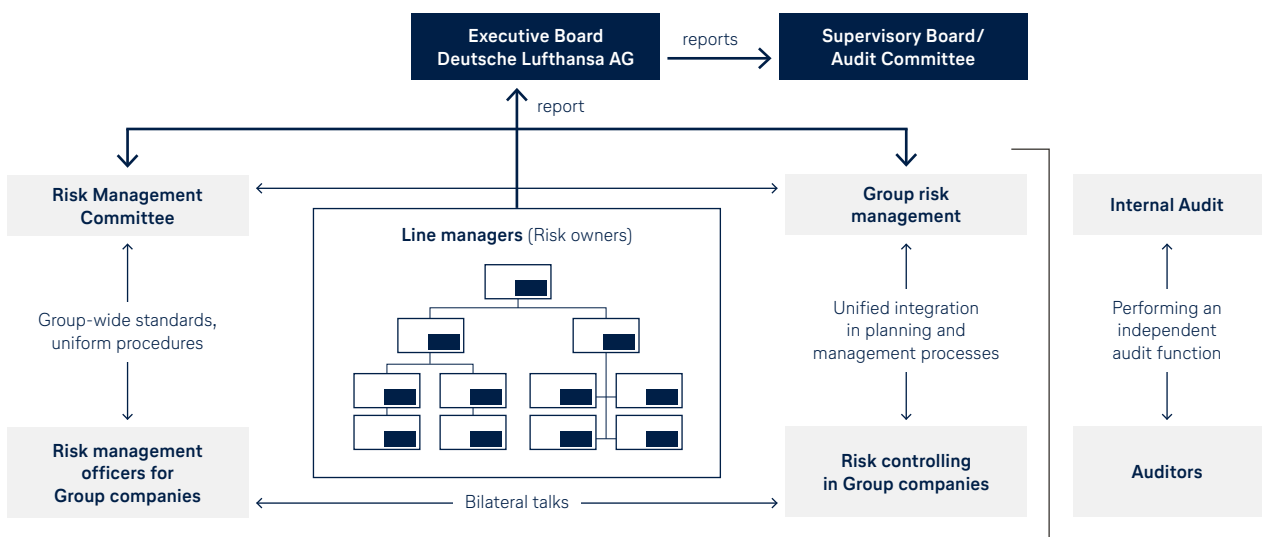 Executive Board
Deutsche Lufthansa AG
reports
Supervisory Board/
Audit Committee
report
Risk Management
Committee
Group risk
management
Internal Audit
Line managers (Risk owners)
Group-wide standards,
uniform procedures
Unified integration
in planning and
management processes
Performing an
independent
audit function
Risk management
officers for
Group companies
Risk controlling
in Group companies
Auditors
Bilateral talks